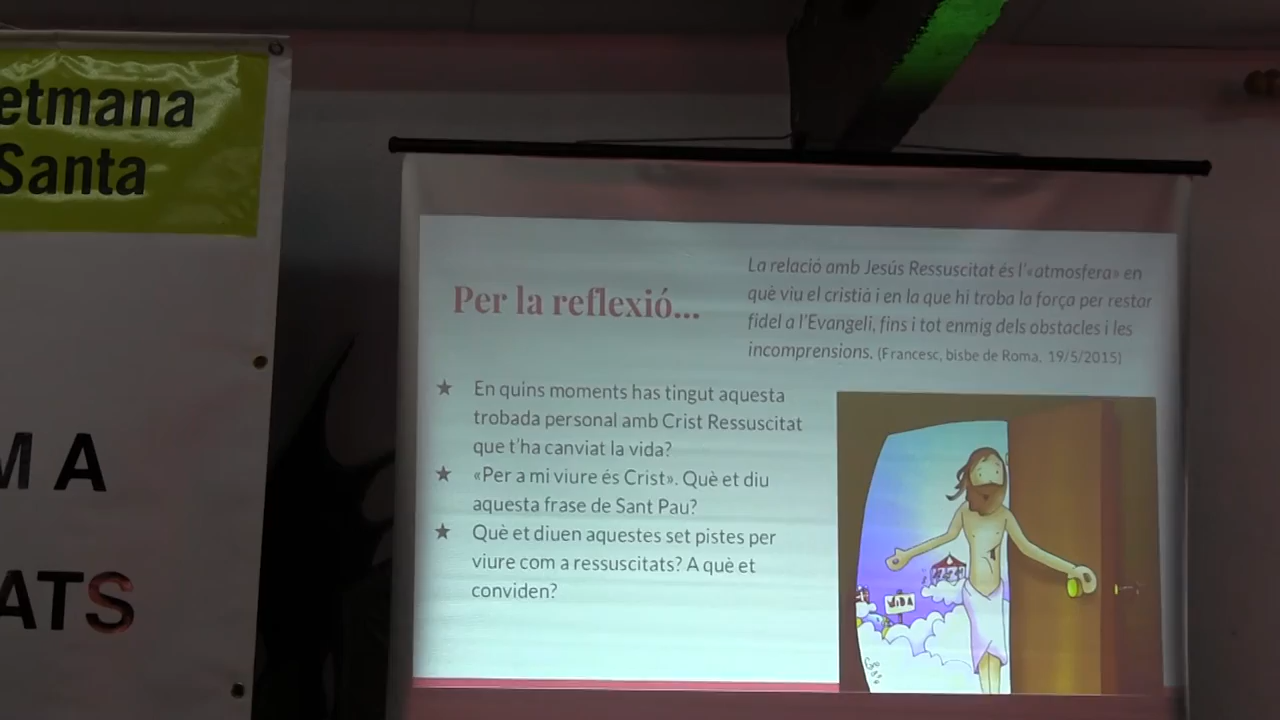 etmana
Santa
M A
ATS
Per la reflexió...
La relació amb Jesús Ressuscitat és l'«atmosfera» en
què viu el cristià i en la que hi troba la força per restar
fidel a l'Evangeli, fins i tot enmig dels obstacles i les
incomprensions. (Francesc, bisbe de Roma. 19/5/2015)
★ En quins moments has tingut aquesta
trobada personal amb Crist Ressuscitat
que t'ha canviat la vida?
★ «Per a mi viure és Crist». Què et diu
aquesta frase de Sant Pau?
★ Què et diuen aquestes set pistes per
viure com a ressuscitats? A què et
conviden?
ViDA